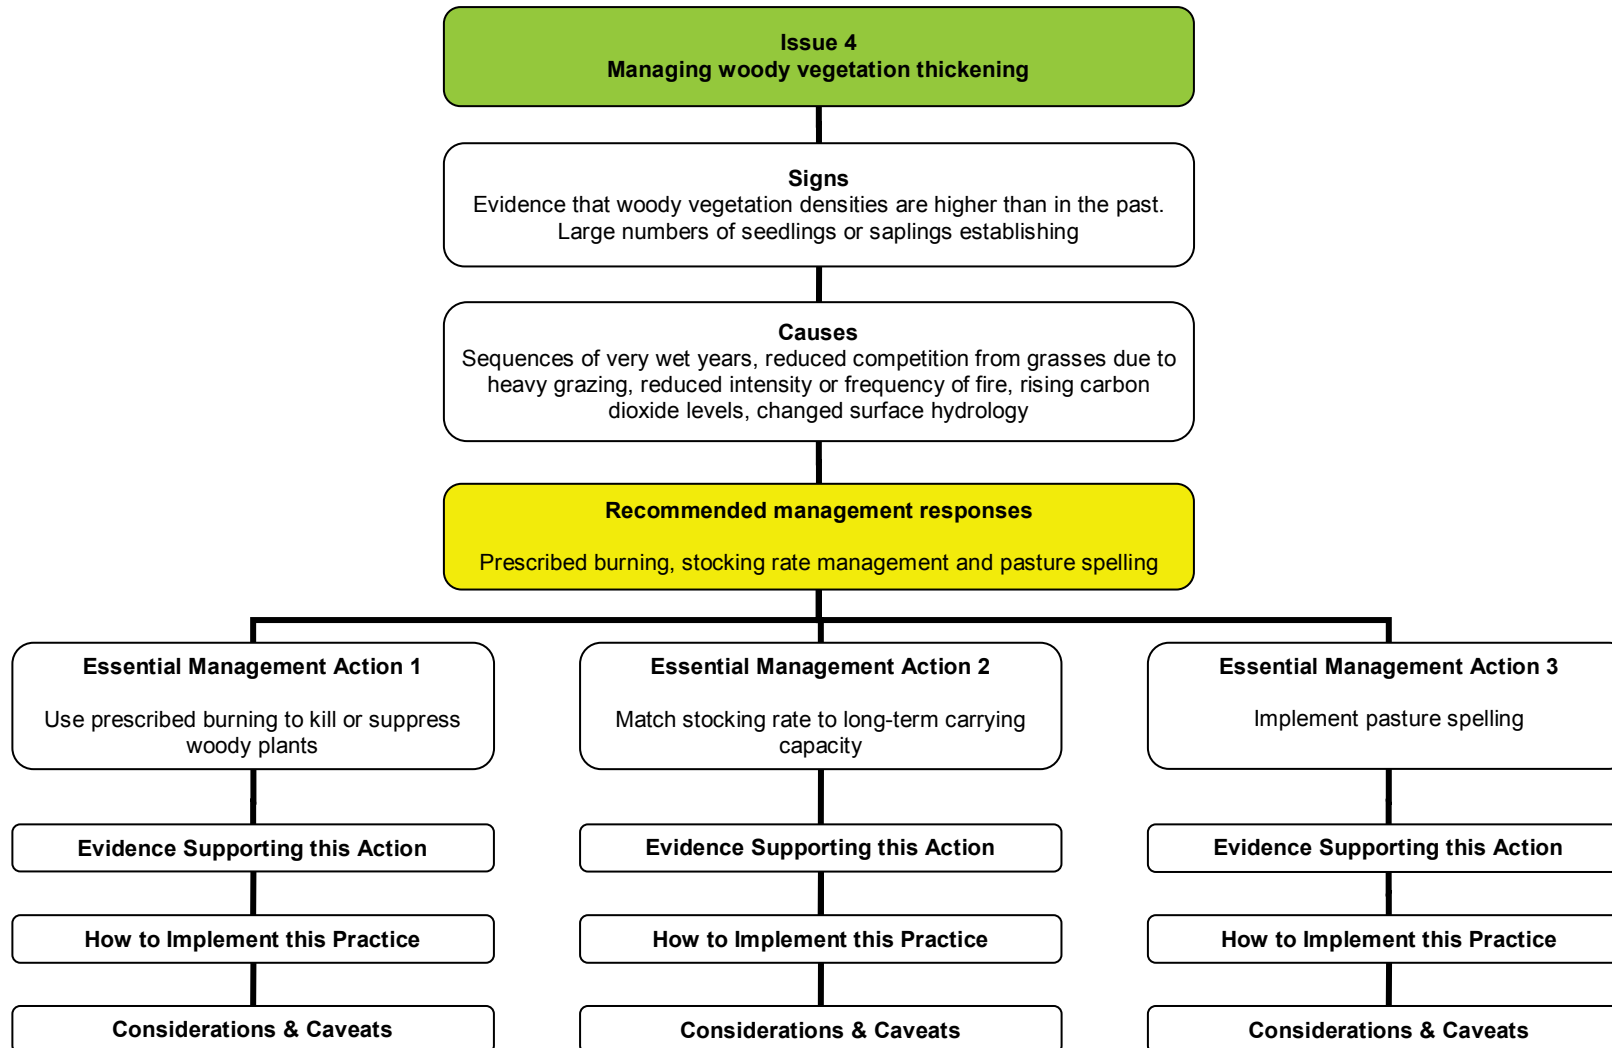 Issue 4
Managing woody vegetation thickening
Signs
Evidence that woody vegetation densities are higher than in the past.
Large numbers of seedlings or saplings establishing
Causes
Sequences of very wet years, reduced competition from grasses due to
heavy grazing, reduced intensity or frequency of fire, rising carbon
dioxide levels, changed surface hydrology
Recommended management responses
Prescribed burning, stocking rate management and pasture spelling
Essential Management Action 1
Use prescribed burning to kill or suppress
woody plants
Essential Management Action 2
Match stocking rate to long-term carrying
capacity
Essential Management Action 3
Implement pasture spelling
Evidence Supporting this Action
Evidence Supporting this Action
Evidence Supporting this Action
How to Implement this Practice
How to Implement this Practice
How to Implement this Practice
Considerations & Caveats
Considerations & Caveats
Considerations & Caveats